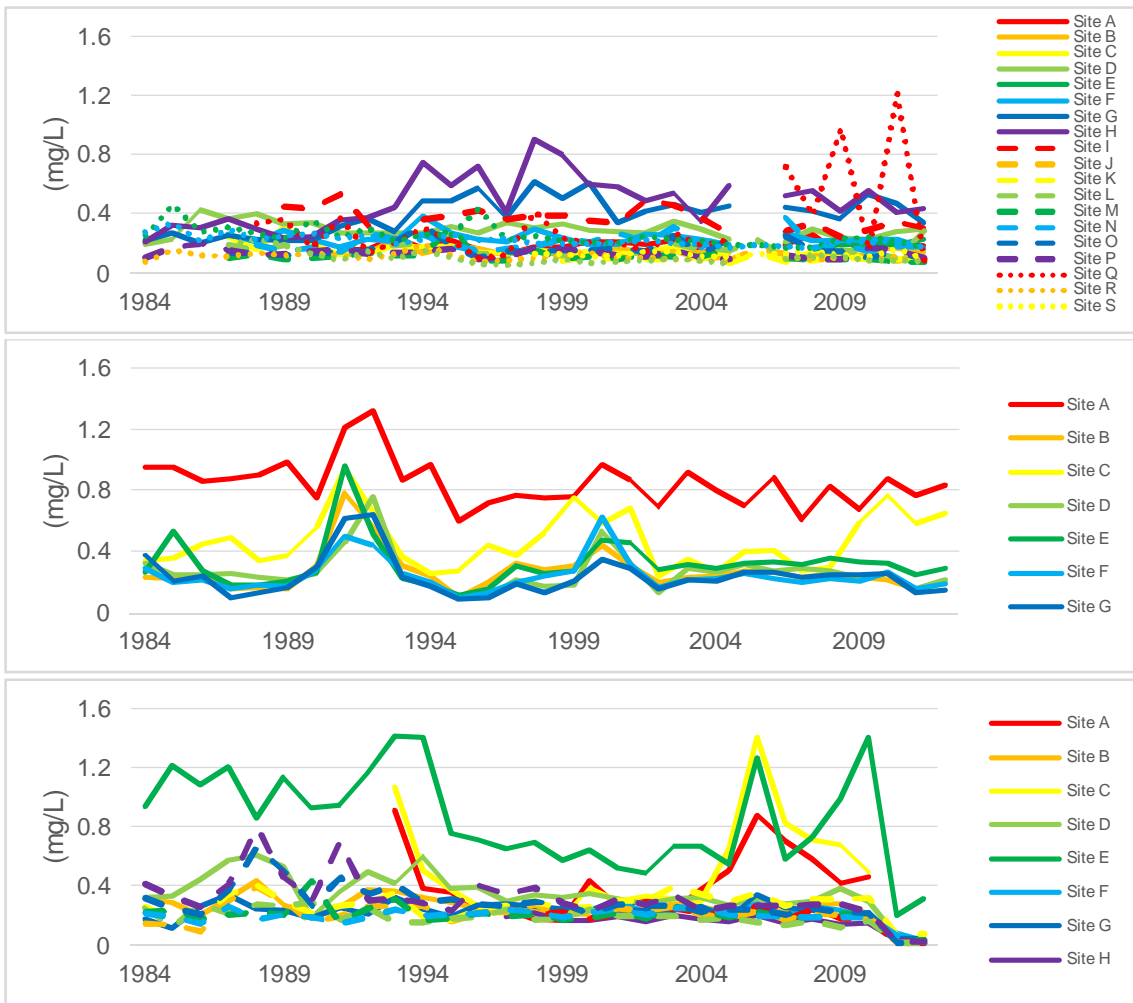 (mg/L)
1.6
1.2
0.8
0.4
0
1984 1989 1994 1999 2004 2009
Site A
Site B
Site C
Site D
Site E
Site F
Site G
Site H
Site I
Site J
Site K
Site L
Site M
Site N
Site O
Site P
Site Q
Site R
Site S
(mg/L)
1.6
1.2
0.8
0.4
0
1984 1989 1994 1999 2004 2009
Site A
Site B
Site C
Site D
Site E
Site F
Site G
(mg/L)
1.6
1.2
0.8
0.4
0
1984 1989 1994 1999 2004 2009
Site A
Site B
Site C
Site D
Site E
Site F
Site G
Site H